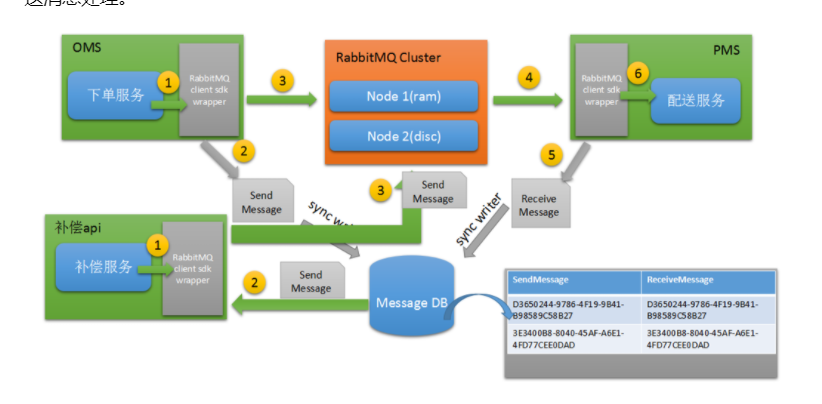 这消息处理。
OMS
RabbitMQ Cluster
PMS
下单服务
1
RabbitMQ
client sdk
wrapper
3
Node 1(ram)
Node 2(disc)
4
RabbitMQ
client sdk
wrapper
6
配送服务
2
5
Send
Message
sync
3
Send
Message
sync writer
Receive
Message
补偿api
补偿服务
1
RabbitMQ
client sdk
wrapper
2
Send
Message
Message DB
SendMessage ReceiveMessage
D3650244-9786-4F19-9B41- D3650244-9786-4F19-9B41-
B98589C58B27 B98589C58B27
3E3400B8-8040-45AF-A6E1- 3E3400B8-8040-45AF-A6E1-
4FD77CEE0DAD 4FD77CEE0DAD